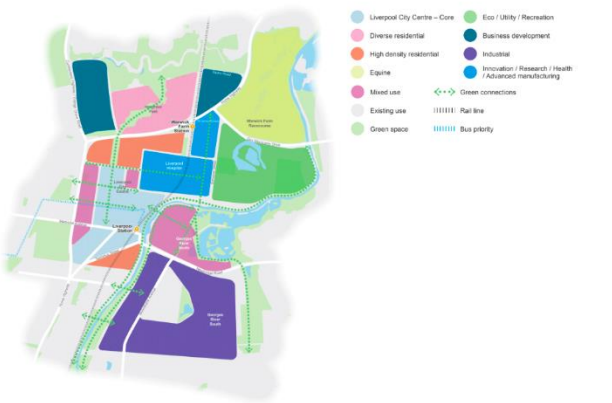 Liverpool City Centre – Core
Diverse residential
High density residential
Equine
Mixed use
Existing use
Green space
Eco / Utility / Recreation
Business development
Industrial
Innovation / Research / Health
/ Advanced manufacturing
Green connections
Rail line
Bus priority
Warwick
Farm
Station
Warwick Farm
Racecourse
Liverpool
Hospital
Liverpool
Station
Georges
River
North
Georges
River
South